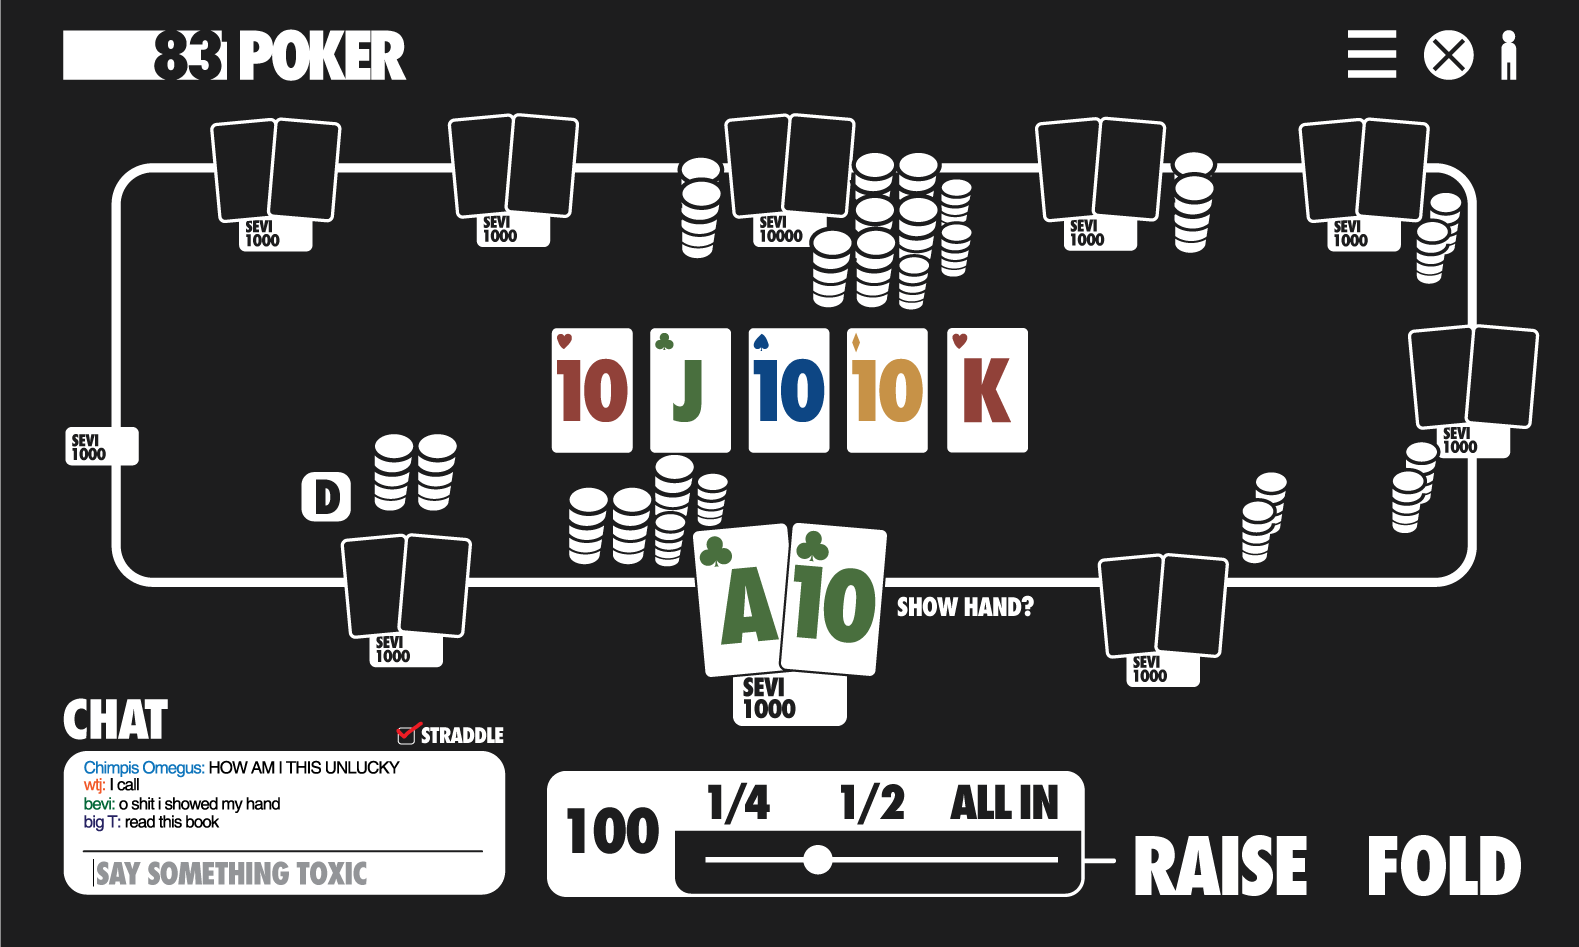 83 POKER
SEVI
1000
SEVI
1000
SEVI
10000
SEVI
1000
SEVI
1000
10
J
10
10
K
SEVI
1000
SEVI
1000
D
A
10
SHOW HAND?
SEVI
1000
SEVI
1000
SEVI
1000
CHAT
STRADDLE
Chimpis Omegus: HOW AM I THIS UNLUCKY
wtj: I call
bevi: o shit i showed my hand
big T: read this book
SAY SOMETHING TOXIC
100
1/4
1/2
ALL IN
RAISE
FOLD